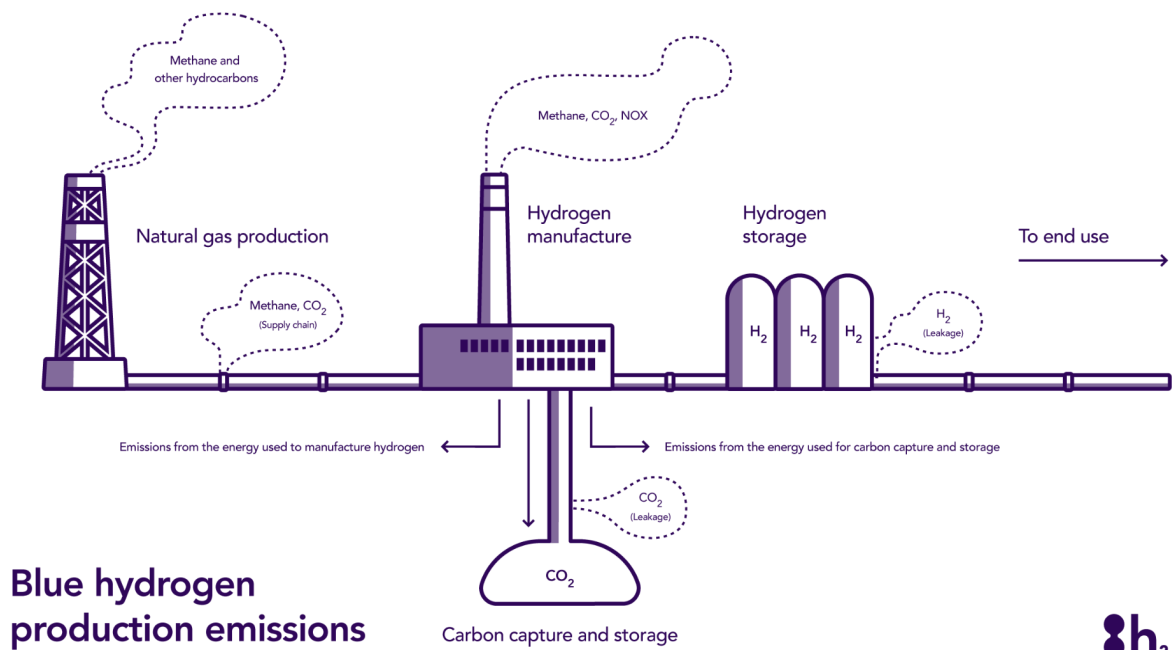 Methane and
other hydrocarbons
Methane, CO₂, NOX
Natural gas production
Hydrogen
manufacture
Hydrogen
storage
To end use
Methane, CO₂
(Supply chain)
H₂
H₂
H₂
H₂
(Leakage)
Emissions from the energy used to manufacture hydrogen
Emissions from the energy used for carbon capture and storage
CO₂
(Leakage)
CO₂
Blue hydrogen
production emissions
Carbon capture and storage
h₂